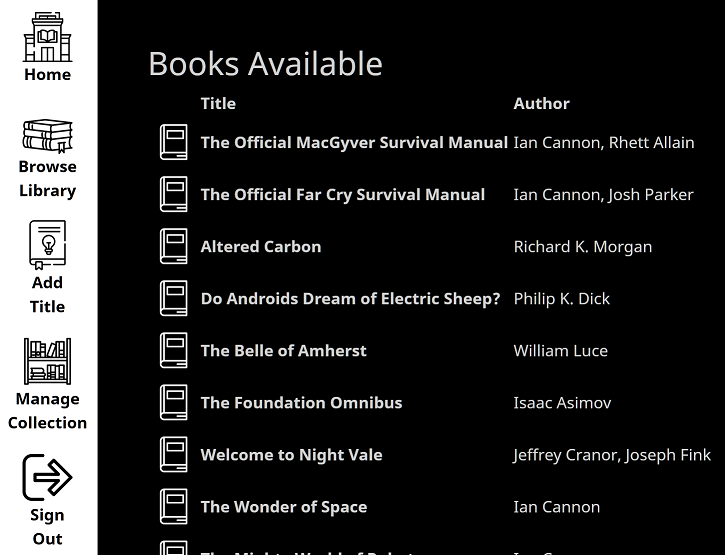 Home
Browse
Library
Add
Title
Manage
Collection
Sign
Out
Books Available
Title Author
The Official MacGyver Survival Manual Ian Cannon, Rhett Allain
The Official Far Cry Survival Manual Ian Cannon, Josh Parker
Altered Carbon Richard K. Morgan
Do Androids Dream of Electric Sheep? Philip K. Dick
The Belle of Amherst William Luce
The Foundation Omnibus Isaac Asimov
Welcome to Night Vale Jeffrey Cranor, Joseph Fink
The Wonder of Space Ian Cannon